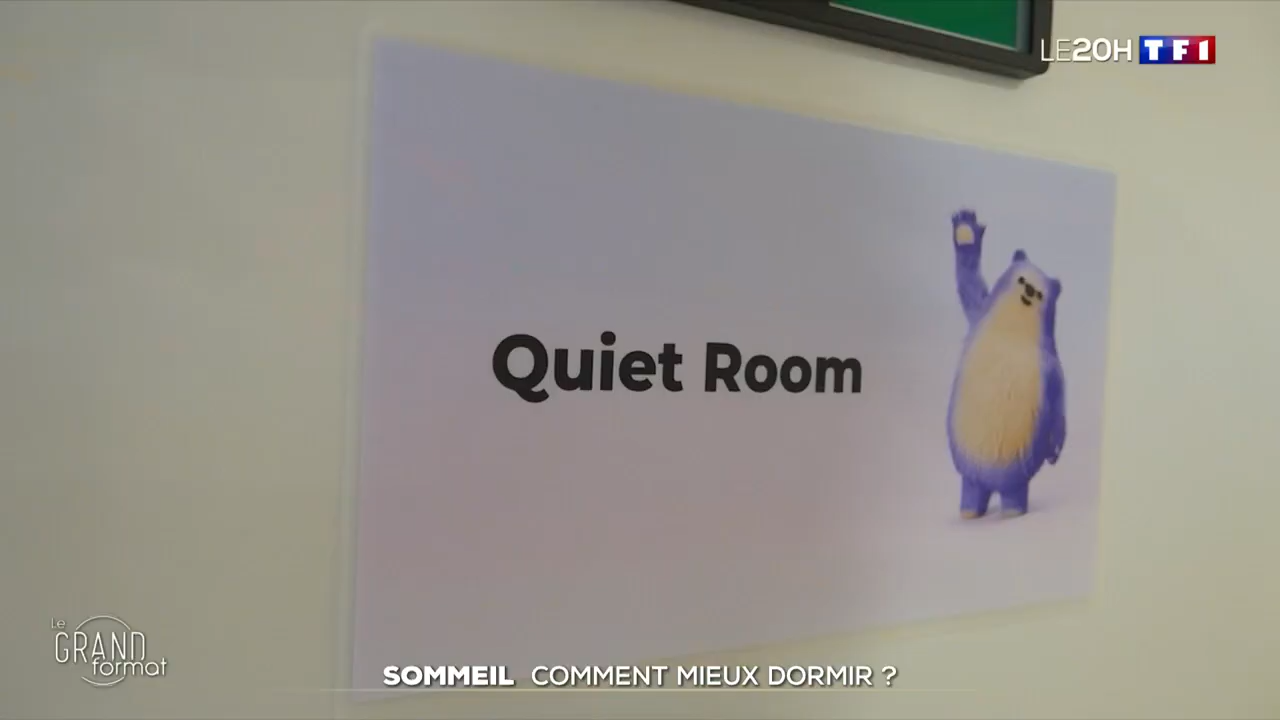 LE20H TF1
Quiet Room
Le
GRAND
format
SOMMEIL COMMENT MIEUX DORMIR ?